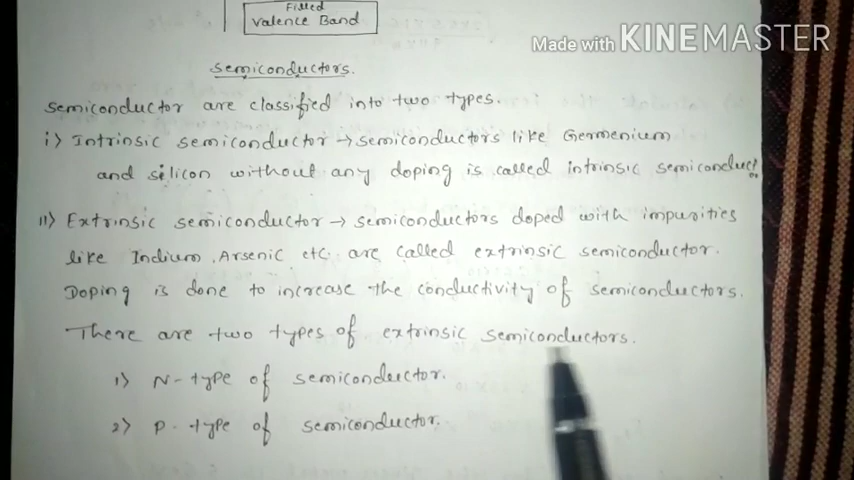 Filled
Valence Band
Made with KINEMASTER
Semiconductors.
Semiconductor are classified into two types.
i) Intrinsic semiconductor → semiconductors like Germenium
and silicon without any doping is called intrinsic semiconduct
ii) Extrinsic semiconductor → semiconductors doped with impurities
like Indium, Arsenic etc. are called extrinsic semiconductor.
Doping is done to increase the conductivity of semiconductors.
There are two types of extrinsic semiconductors.
1) N-type of semiconductor.
2) P-type of semiconductor.